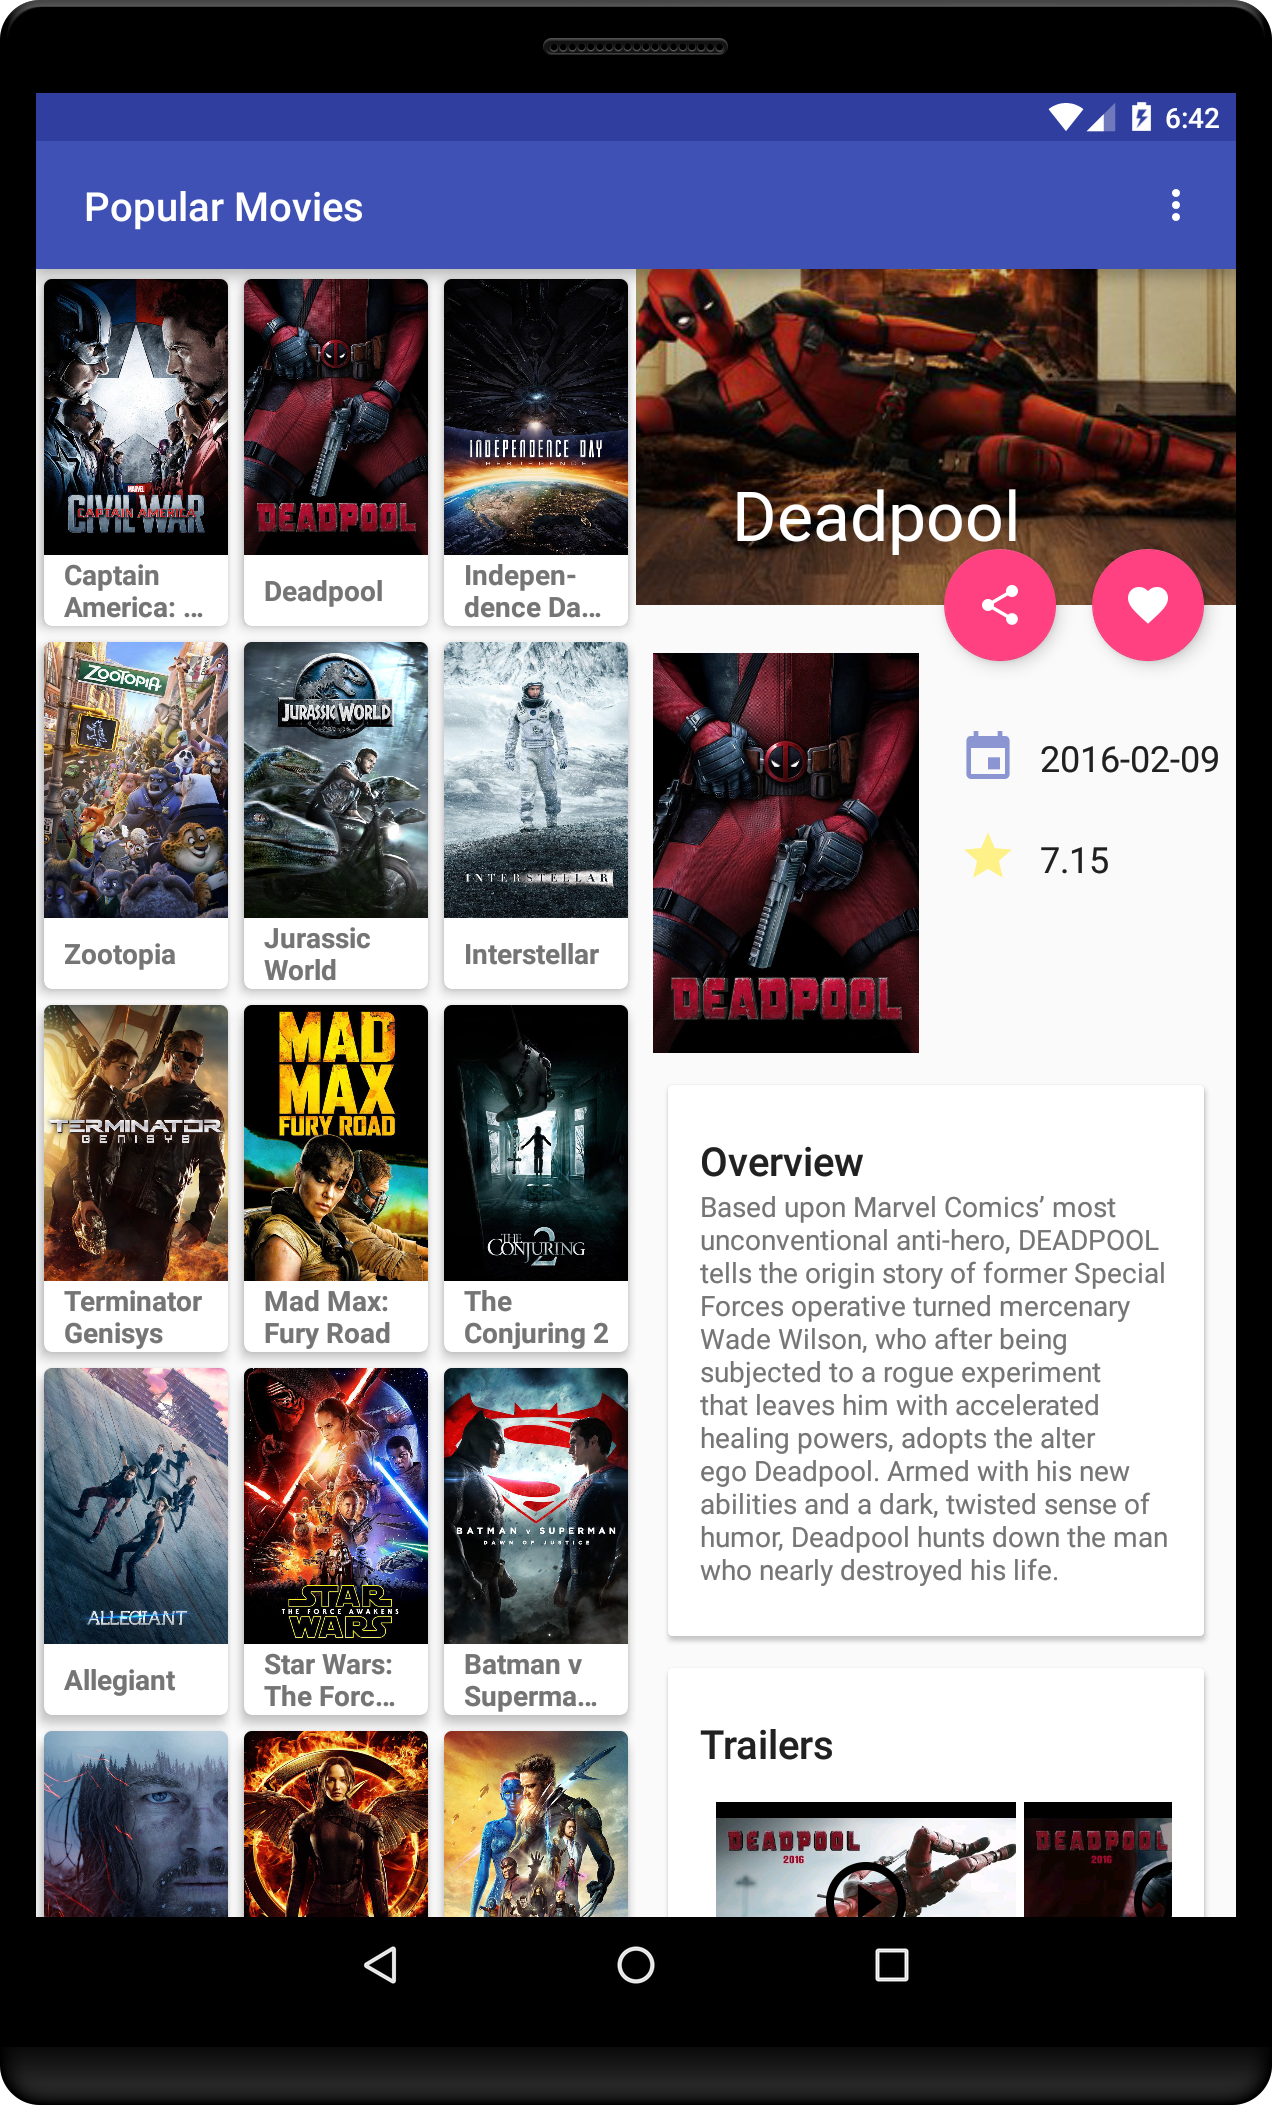 6:42
Popular Movies
MARVEL
CAPTAIN AMERICA
CIVIL WAR
Captain
America: ...
DEADPOOL
Deadpool
INDEPENDENCE DAY
RESURGENCE
Indepen-
dence Da...
ZOOTOPIA
Zootopia
JURASSIC WORLD
Jurassic
World
INTERSTELLAR
Interstellar
TERMINATOR
GENISYS
Terminator
Genisys
MAD
MAX
FURY ROAD
Mad Max:
Fury Road
THE
CONJURING
2
The
Conjuring 2
ALLEGIANT
Allegiant
STAR
THE FORCE AWAKENS
WARS
Star Wars:
The Forc...
BATMAN v SUPERMAN
DAWN OF JUSTICE
Batman v
Superma...
Deadpool
DEADPOOL
2016-02-09
7.15
Overview
Based upon Marvel Comics’ most
unconventional anti-hero, DEADPOOL
tells the origin story of former Special
Forces operative turned mercenary
Wade Wilson, who after being
subjected to a rogue experiment
that leaves him with accelerated
healing powers, adopts the alter
ego Deadpool. Armed with his new
abilities and a dark, twisted sense of
humor, Deadpool hunts down the man
who nearly destroyed his life.
Trailers
DEADPOOL
2016
DEADPOOL
2016